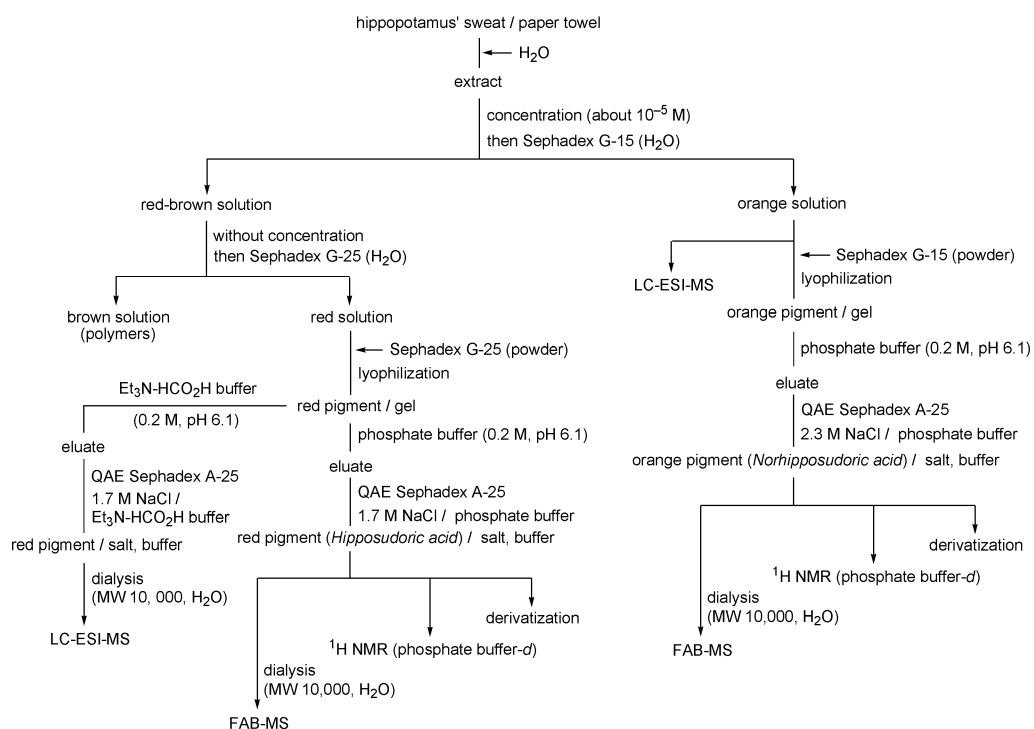 hippopotamus' sweat / paper towel
H₂O
extract
concentration (about 10⁻⁵ M)
then Sephadex G-15 (H₂O)
red-brown solution
without concentration
then Sephadex G-25 (H₂O)
brown solution
(polymers)
red solution
Sephadex G-25 (powder)
lyophilization
Et₃N-HCO₂H buffer
(0.2 M, pH 6.1)
red pigment / gel
eluate
QAE Sephadex A-25
1.7 M NaCl /
Et₃N-HCO₂H buffer
red pigment / salt, buffer
dialysis
(MW 10, 000, H₂O)
LC-ESI-MS
phosphate buffer (0.2 M, pH 6.1)
eluate
QAE Sephadex A-25
1.7 M NaCl / phosphate buffer
red pigment (Hipposudoric acid) / salt, buffer
derivatization
¹H NMR (phosphate buffer-d)
dialysis
(MW 10,000, H₂O)
FAB-MS
orange solution
LC-ESI-MS
Sephadex G-15 (powder)
lyophilization
orange pigment / gel
phosphate buffer (0.2 M, pH 6.1)
eluate
QAE Sephadex A-25
2.3 M NaCl / phosphate buffer
orange pigment (Norhipposudoric acid) / salt, buffer
derivatization
¹H NMR (phosphate buffer-d)
dialysis
(MW 10,000, H₂O)
FAB-MS